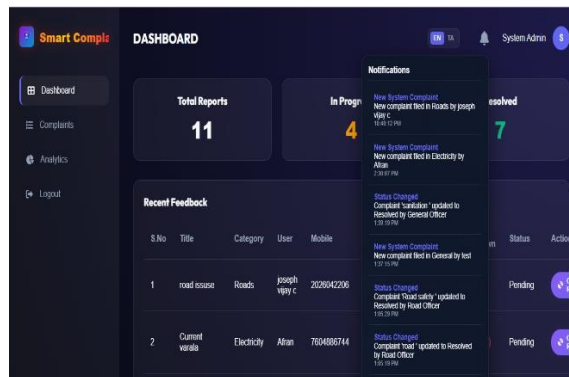 Smart Compla
DASHBOARD
EN
TA
System Admin
S
Dashboard
Complaints
Analytics
Logout
Total Reports
11
In Progr
4
esolved
7
Notifications
New System Complaint
New complaint filed in Roads by joseph
vijay c
10:40:12 PM
New System Complaint
New complaint filed in Electricity by
Afran
2:30:07 PM
Status Changed
Complaint 'sanitation ' updated to
Resolved by General Officer
New System Complaint
New complaint filed in General by test
1:37:15 PM
Status Changed
Complaint 'Road safety ' updated to
Resolved by Road Officer
1:05:29 PM
Status Changed
Complaint 'road ' updated to Resolved
by Road Officer
1:05:19 PM
Recent Feedback
S.No Title Category User Mobile on Status Actio
1 road issuse Roads joseph vijay c 2026042206 Pending
2 Current varala Electricity Afran 7604886744 Pending